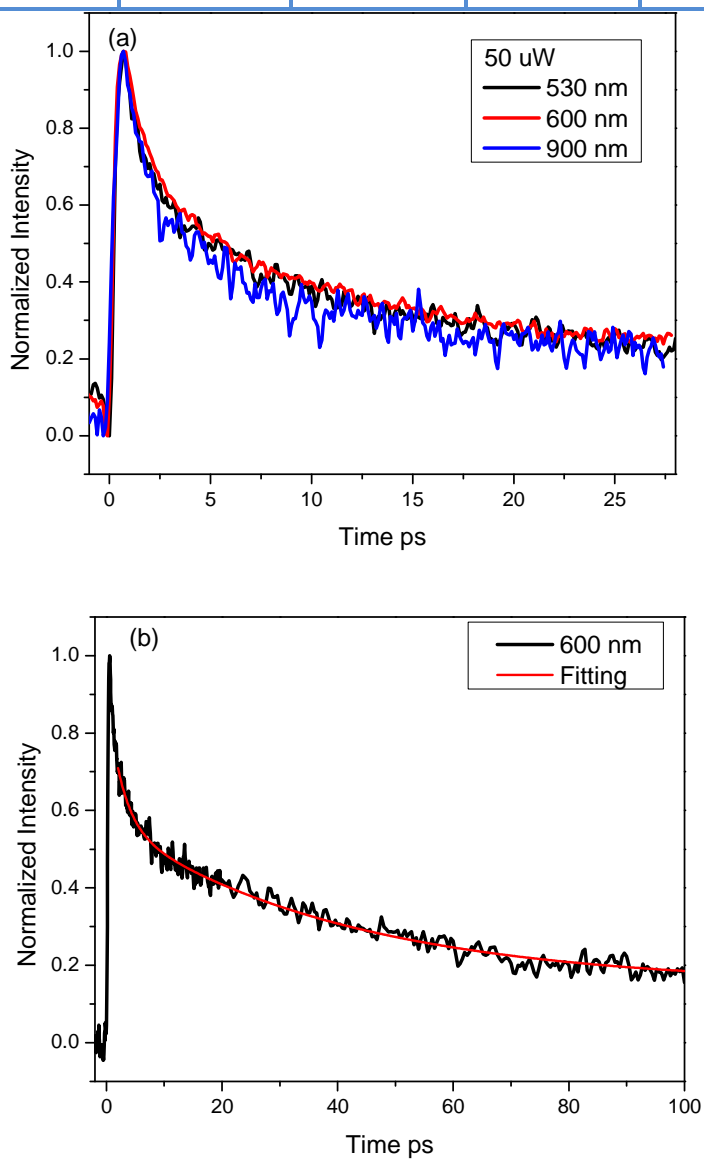 (a)
50 uW
530 nm
600 nm
900 nm
1.0
0.8
0.6
0.4
0.2
0.0
Normalized Intensity
0 5 10 15 20 25
Time ps
(b)
600 nm
Fitting
1.0
0.8
0.6
0.4
0.2
0.0
Normalized Intensity
0 20 40 60 80 100
Time ps